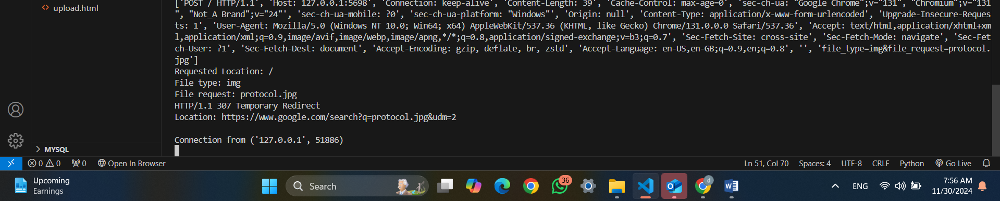 upload.html
['POST / HTTP/1.1', 'Host: 127.0.0.1:5698', 'Connection: keep-alive', 'Content-Length: 39', 'Cache-Control: max-age=0', 'sec-ch-ua: "Google Chrome";v="131", "Chromium";v="131
", "Not_A Brand";v="24"', 'sec-ch-ua-mobile: ?0', 'sec-ch-ua-platform: "Windows"', 'Origin: null', 'Content-Type: application/x-www-form-urlencoded', 'Upgrade-Insecure-Reques
ts: 1', 'User-Agent: Mozilla/5.0 (Windows NT 10.0; Win64; x64) AppleWebKit/537.36 (KHTML, like Gecko) Chrome/131.0.0.0 Safari/537.36', 'Accept: text/html,application/xhtml+xm
l,application/xml;q=0.9,image/avif,image/webp,image/apng,*/*;q=0.8,application/signed-exchange;v=b3;q=0.7', 'Sec-Fetch-Site: cross-site', 'Sec-Fetch-Mode: navigate', 'Sec-Fet
ch-User: ?1', 'Sec-Fetch-Dest: document', 'Accept-Encoding: gzip, deflate, br, zstd', 'Accept-Language: en-US,en-GB;q=0.9,en;q=0.8', '', 'file_type=img&file_request=protocol.
jpg']
Requested Location: /
File type: img
File request: protocol.jpg
HTTP/1.1 307 Temporary Redirect
Location: https://www.google.com/search?q=protocol.jpg&udm=2
Connection from ('127.0.0.1', 51886)
MYSQL
0 0 0 Open In Browser Ln 51, Col 70 Spaces: 4 UTF-8 CRLF Python Go Live
Upcoming
Earnings
Search
36
d
ENG
7:56 AM
11/30/2024